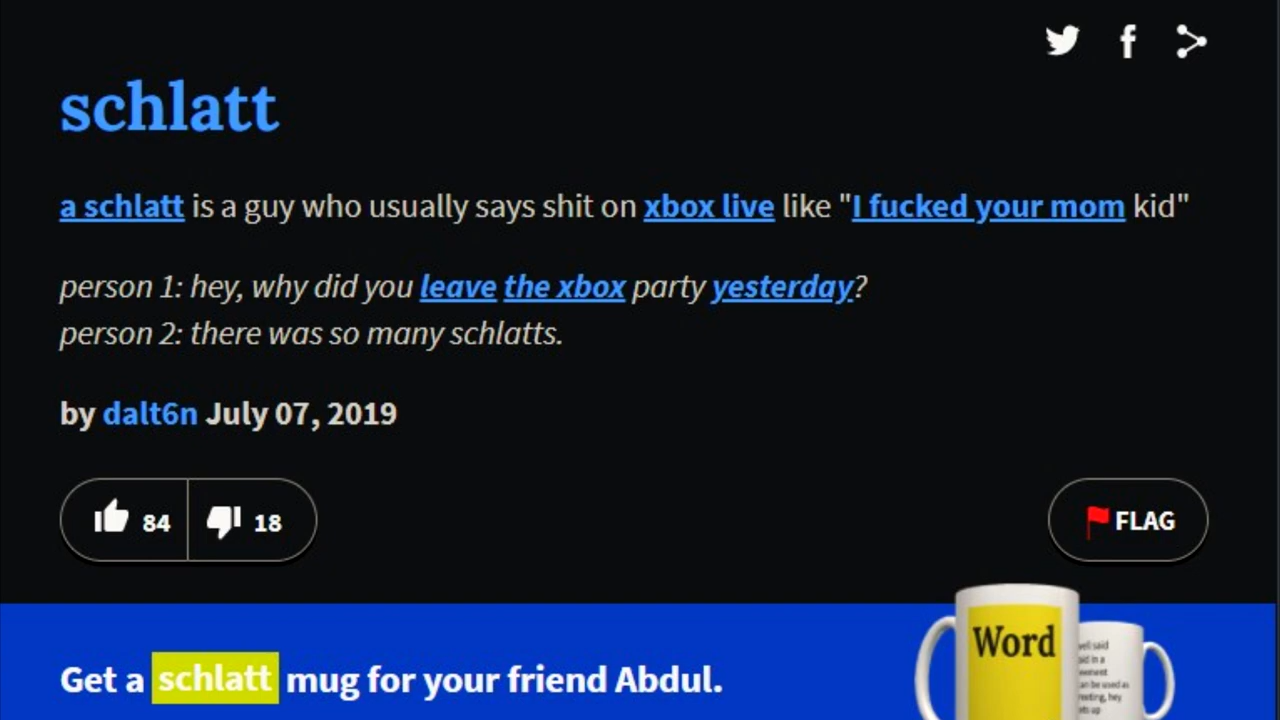 schlatt
a schlatt is a guy who usually says shit on xbox live like "I fucked your mom kid"
person 1: hey, why did you leave the xbox party yesterday?
person 2: there was so many schlatts.
by dalt6n July 07, 2019
84 18
FLAG
Word
Get a schlatt mug for your friend Abdul.